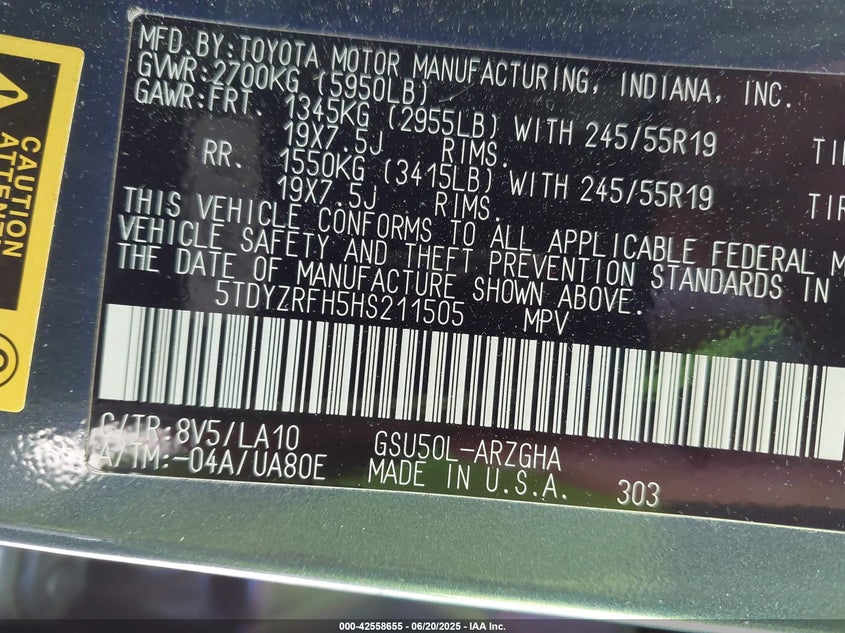 MFD.BY:TOYOTA MOTOR MANUFACTURING, INDIANA, INC.
GVWR:2700KG (5950LB)
GAWR:FRT. 1345KG (2955LB) WITH 245/55R19 TI
19X7.5J RIMS.
RR. 1550KG (3415LB) WITH 245/55R19 TIR
19X7.5J RIMS.
THIS VEHICLE CONFORMS TO ALL APPLICABLE FEDERAL M
VEHICLE SAFETY AND THEFT PREVENTION STANDARDS IN
THE DATE OF MANUFACTURE SHOWN ABOVE.
5TDYZRFH5HS211505 MPV
C/TR:8V5/LA10 GSU50L-ARZGHA
A/TM:-04A/UA80E MADE IN U.S.A. 303
CAUTION
ATTEN
000-42558655 - 06/20/2025 - IAA Inc.